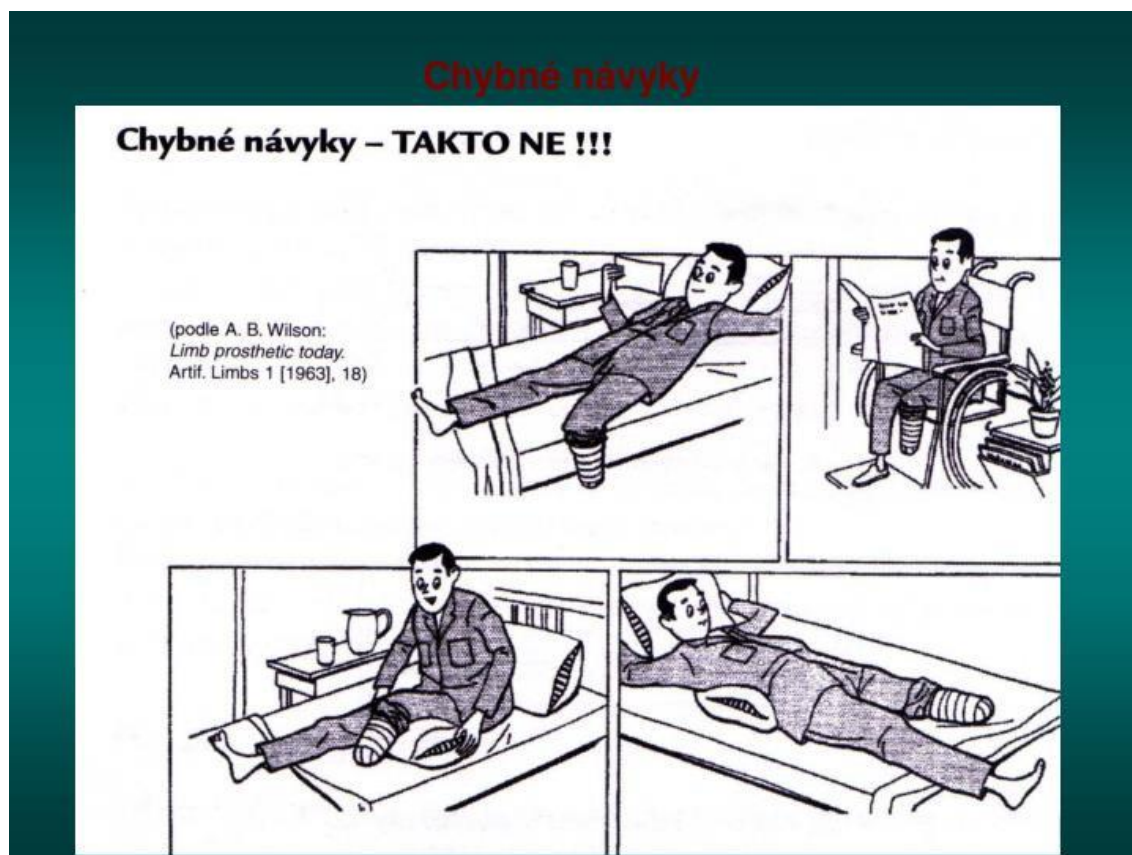 Chybné návyky
Chybné návyky – TAKTO NE !!!
(podle A. B. Wilson:
Limb prosthetic today.
Artif. Limbs 1 [1963], 18)